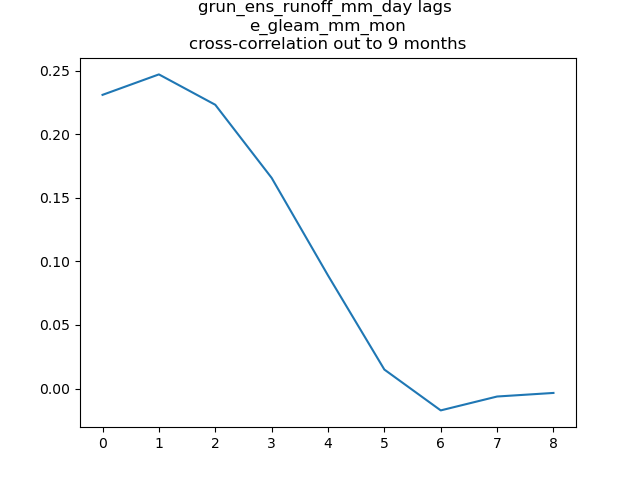 grun_ens_runoff_mm_day lags
e_gleam_mm_mon
cross-correlation out to 9 months
0.25
0.20
0.15
0.10
0.05
0.00
0 1 2 3 4 5 6 7 8